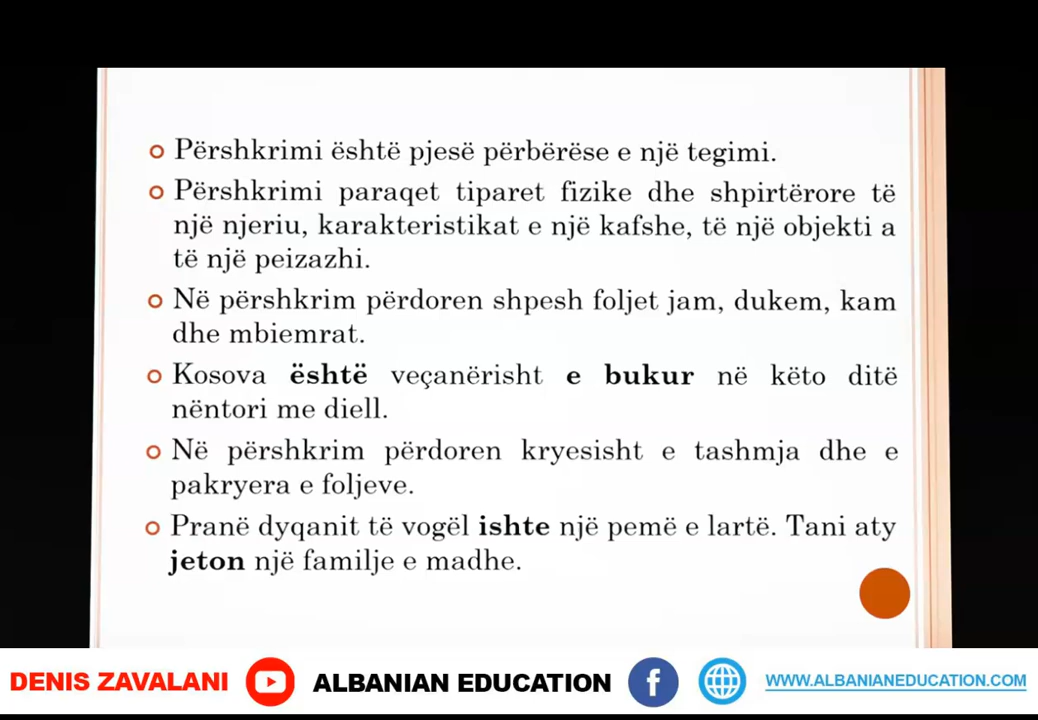 Përshkrimi është pjesë përbërëse e një tegimi.
Përshkrimi paraqet tiparet fizike dhe shpirtërore të
një njeriu, karakteristikat e një kafshe, të një objekti a
të një peizazhi.
Në përshkrim përdoren shpesh foljet jam, dukem, kam
dhe mbiemrat.
Kosova është veçanërisht e bukur në këto ditë
nëntori me diell.
Në përshkrim përdoren kryesisht e tashmja dhe e
pakryera e foljeve.
Pranë dyqanit të vogël ishte një pemë e lartë. Tani aty
jeton një familje e madhe.
DENIS ZAVALANI ALBANIAN EDUCATION WWW.ALBANIANEDUCATION.COM